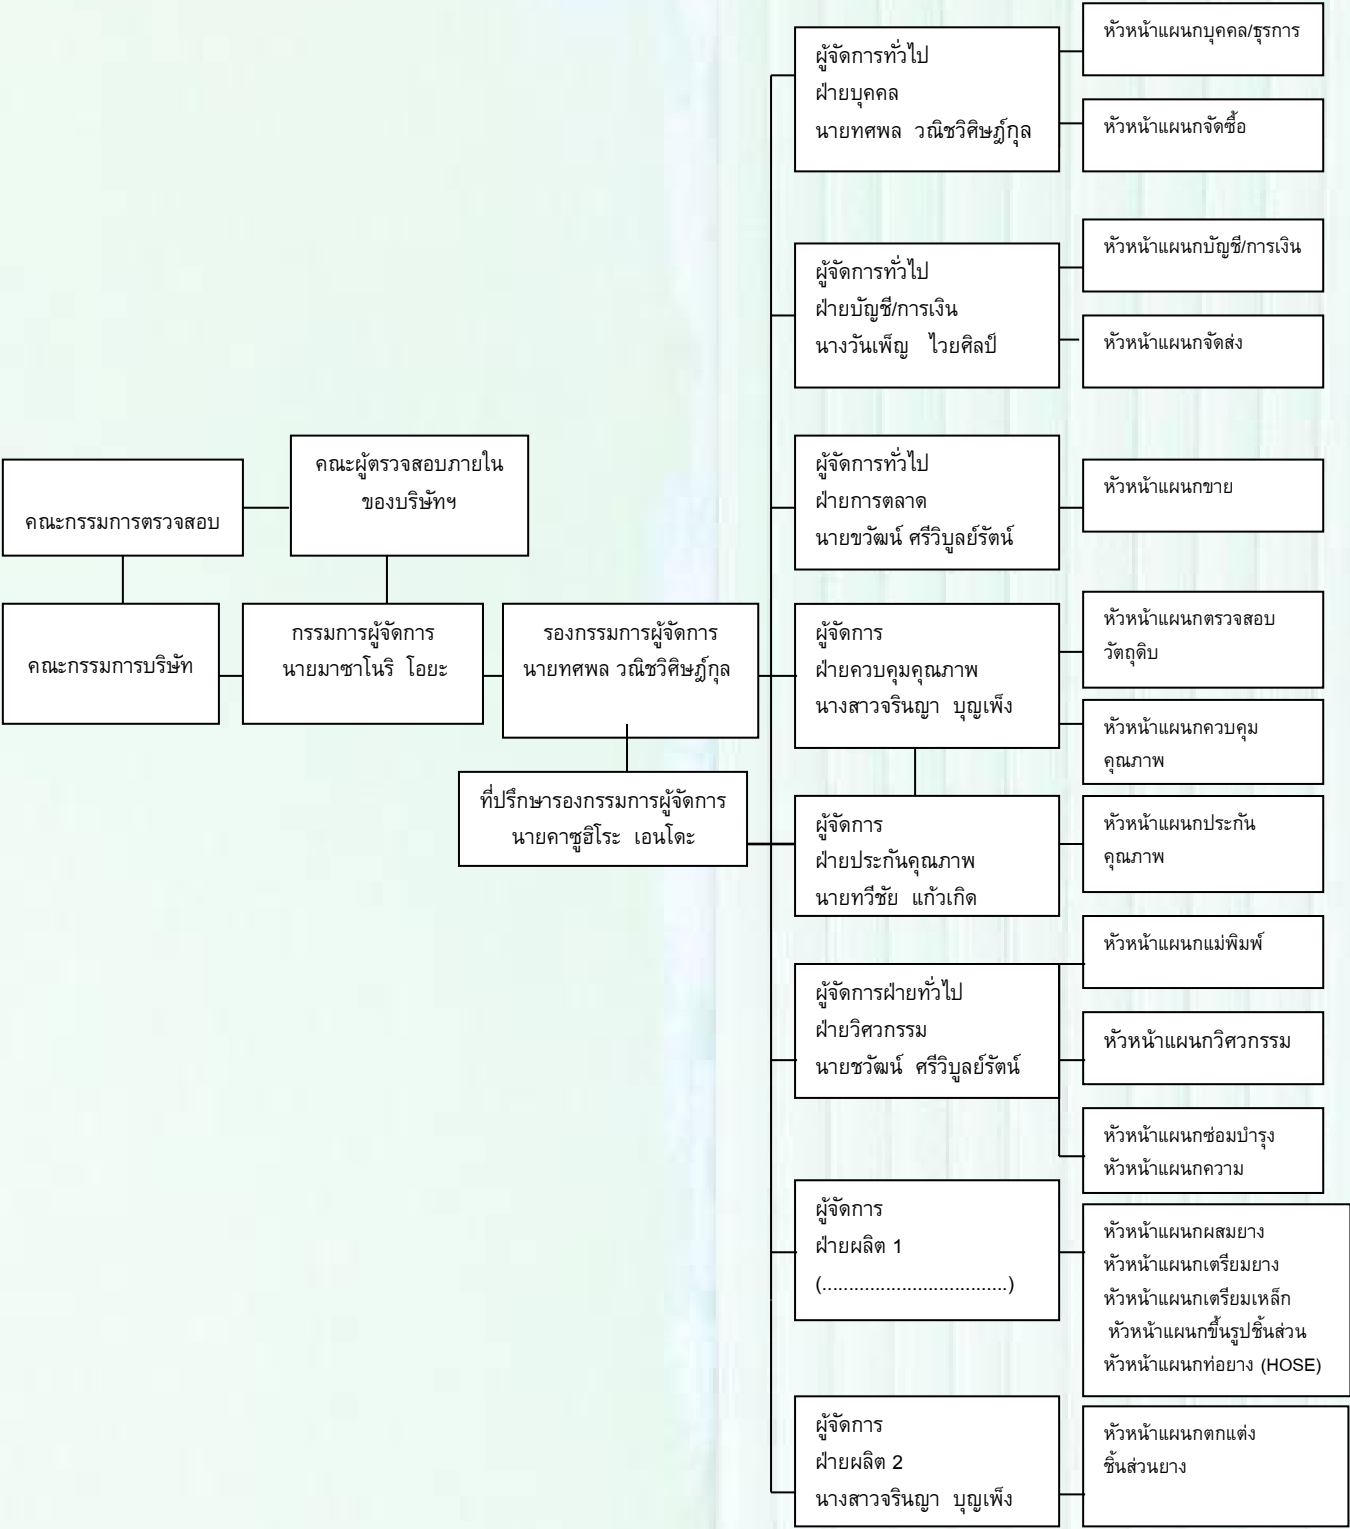 หัวหน้าแผนกบุคคล/ธุรการ
ผู้จัดการทั่วไป
ฝ่ายบุคคล
นายทศพล วณิชวิศิษฎ์กุล
หัวหน้าแผนกจัดซื้อ
หัวหน้าแผนกบัญชี/การเงิน
ผู้จัดการทั่วไป
ฝ่ายบัญชี/การเงิน
นางวันเพ็ญ ไวยศิลป์
หัวหน้าแผนกจัดส่ง
คณะกรรมการตรวจสอบ
คณะผู้ตรวจสอบภายใน
ของบริษัทฯ
ผู้จัดการทั่วไป
ฝ่ายการตลาด
นายขวัฒน์ ศรีวิบูลย์รัตน์
หัวหน้าแผนกขาย
คณะกรรมการบริษัท
กรรมการผู้จัดการ
นายมาซาโนริ โอยะ
รองกรรมการผู้จัดการ
นายทศพล วณิชวิศิษฎ์กุล
ผู้จัดการ
ฝ่ายควบคุมคุณภาพ
นางสาวจรินญา บุญเพ็ง
หัวหน้าแผนกตรวจสอบ
วัตถุดิบ
หัวหน้าแผนกควบคุม
คุณภาพ
ที่ปรึกษารองกรรมการผู้จัดการ
นายคาซูฮิโระ เอนโดะ
ผู้จัดการ
ฝ่ายประกันคุณภาพ
นายทวีชัย แก้วเกิด
หัวหน้าแผนกประกัน
คุณภาพ
ผู้จัดการฝ่ายทั่วไป
ฝ่ายวิศวกรรม
นายชวัฒน์ ศรีวิบูลย์รัตน์
หัวหน้าแผนกแม่พิมพ์
หัวหน้าแผนกวิศวกรรม
หัวหน้าแผนกซ่อมบำรุง
หัวหน้าแผนกความ
ผู้จัดการ
ฝ่ายผลิต 1
(...................................)
หัวหน้าแผนกผสมยาง
หัวหน้าแผนกเตรียมยาง
หัวหน้าแผนกเตรียมเหล็ก
หัวหน้าแผนกขึ้นรูปชิ้นส่วน
หัวหน้าแผนกท่อยาง (HOSE)
ผู้จัดการ
ฝ่ายผลิต 2
นางสาวจรินญา บุญเพ็ง
หัวหน้าแผนกตกแต่ง
ชิ้นส่วนยาง